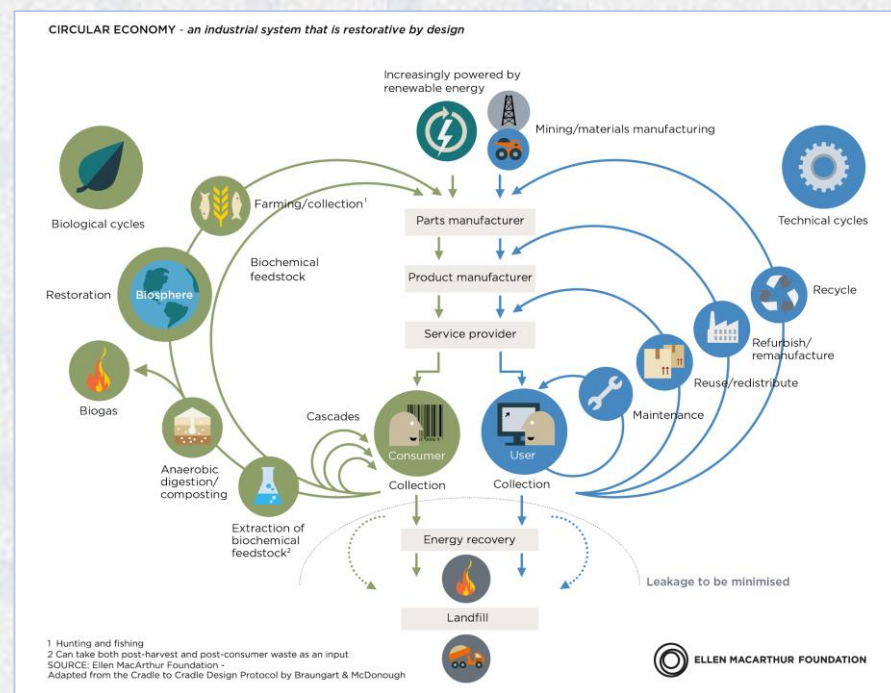 CIRCULAR ECONOMY - an industrial system that is restorative by design
Increasingly powered by
renewable energy
Mining/materials manufacturing
Biological cycles
Technical cycles
Farming/collection¹
Parts manufacturer
Biochemical
feedstock
Product manufacturer
Restoration
Biosphere
Recycle
Service provider
Refurbish/
remanufacture
Reuse/redistribute
Biogas
Maintenance
Cascades
Consumer
User
Anaerobic
digestion/
composting
Collection
Collection
Extraction of
biochemical
feedstock²
Energy recovery
Leakage to be minimised
Landfill
1 Hunting and fishing
2 Can take both post-harvest and post-consumer waste as an input
SOURCE: Ellen MacArthur Foundation -
Adapted from the Cradle to Cradle Design Protocol by Braungart & McDonough
ELLEN MACARTHUR FOUNDATION